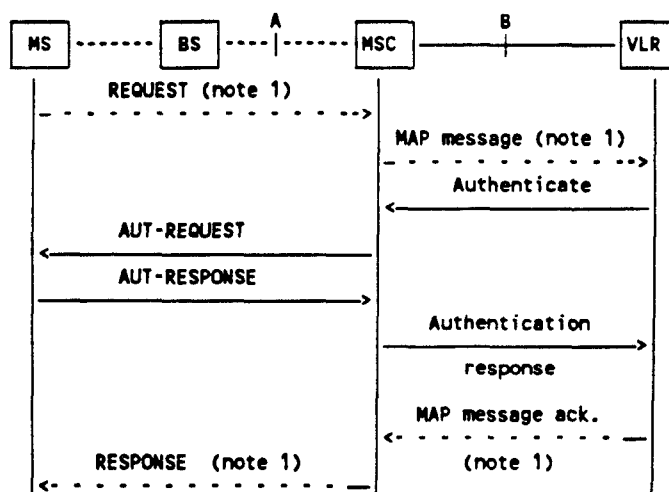 A
B
MS
BS
MSC
VLR
REQUEST (note 1)
MAP message (note 1)
Authenticate
AUT-REQUEST
AUT-RESPONSE
Authentication
response
MAP message ack.
RESPONSE (note 1)
(note 1)